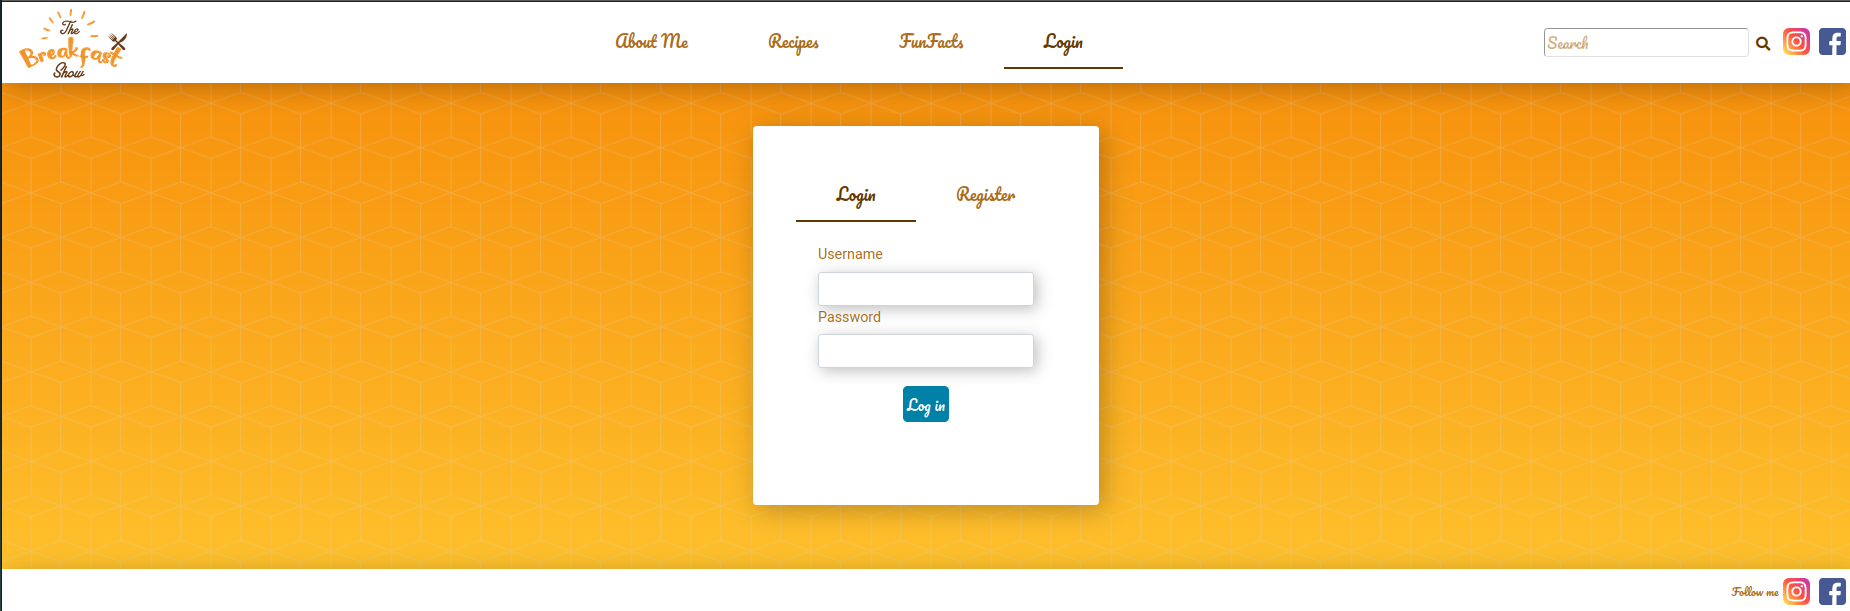 The
Breakfast
Show
About Me
Recipes
FunFacts
Login
Search
Login
Register
Username
Password
Log in
Follow me